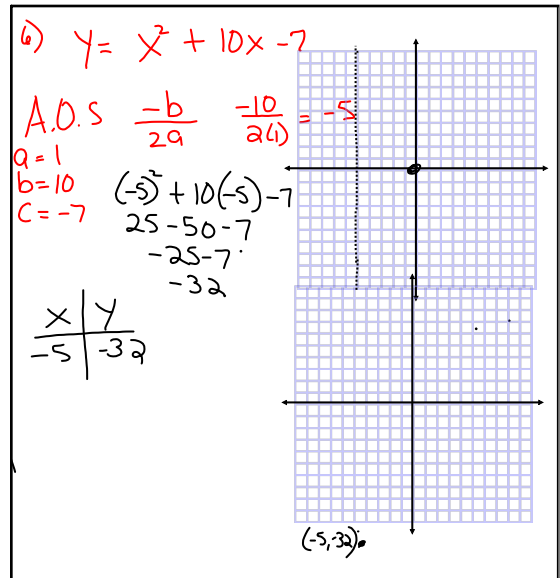 6) y = x² + 10x - 7
A.O.S -b/2a -10/2(1) = -5
a = 1
b = 10
c = -7
(-5)² + 10(-5) - 7
25 - 50 - 7
-25 - 7
-32
x | y
-5 | -32
(-5, -32)